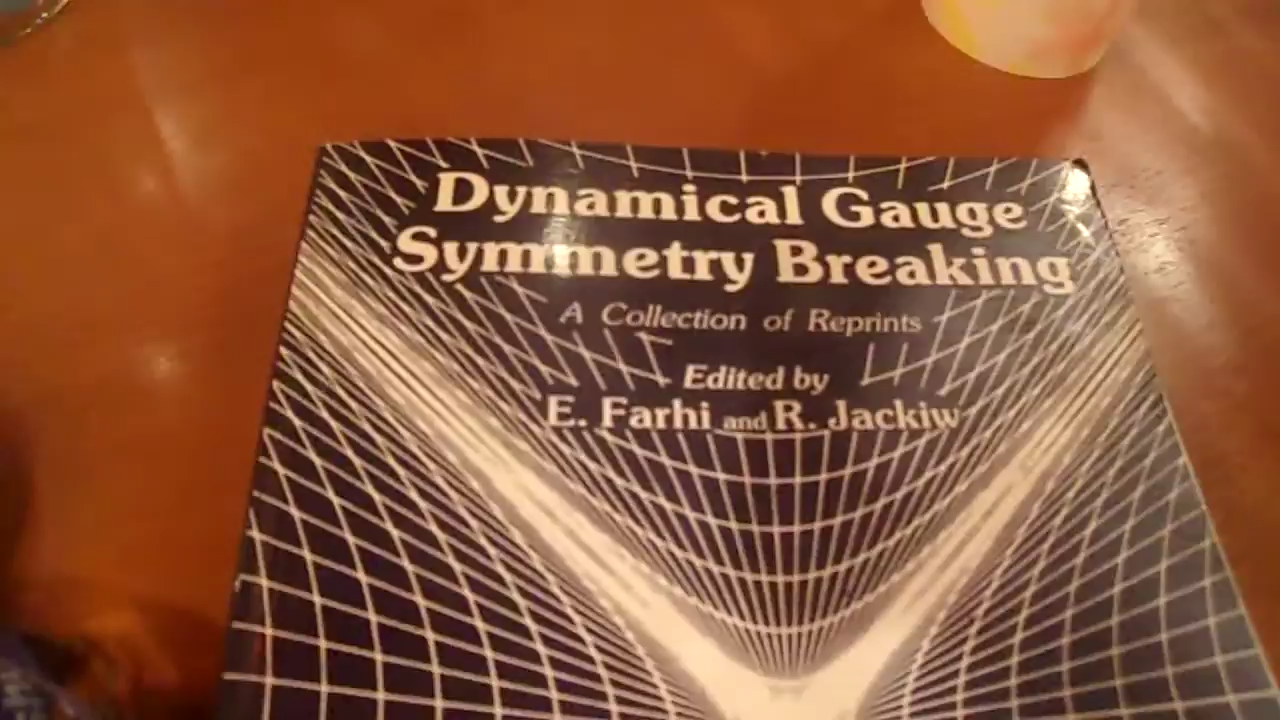 Dynamical Gauge
Symmetry Breaking
A Collection of Reprints
Edited by
E. Farhi and R. Jackiw